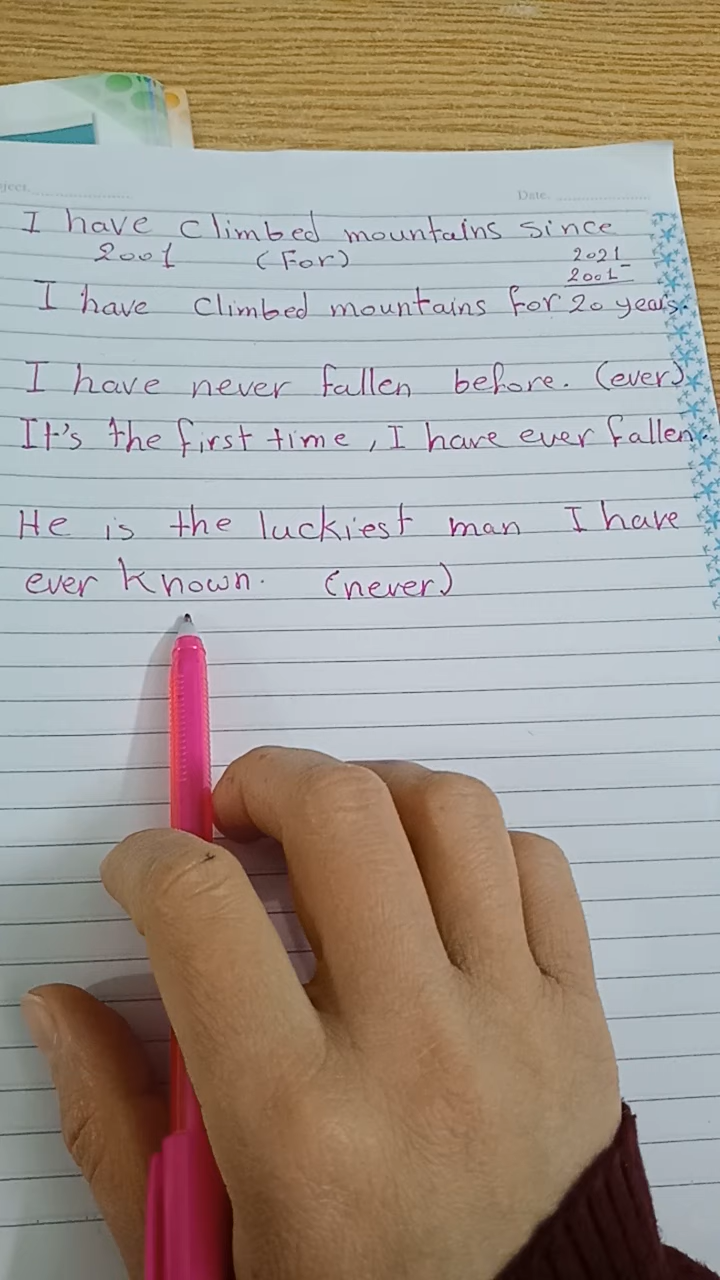 Date.
I have climbed mountains since
2001 (For)
2021
2001 -
I have climbed mountains for 20 years.
I have never fallen before. (ever)
It's the first time, I have ever fallen.
He is the luckiest man I have
ever known. (never)